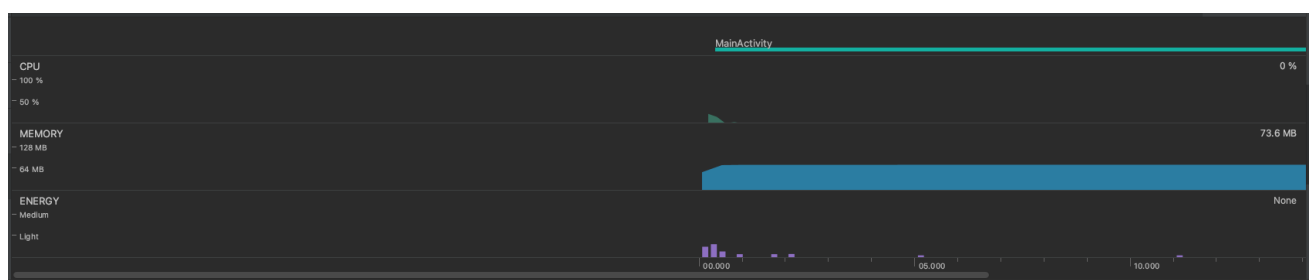 MainActivity
CPU 0 %
100 %
50 %
MEMORY 73.6 MB
128 MB
64 MB
ENERGY None
Medium
Light
00.000 05.000 10.000